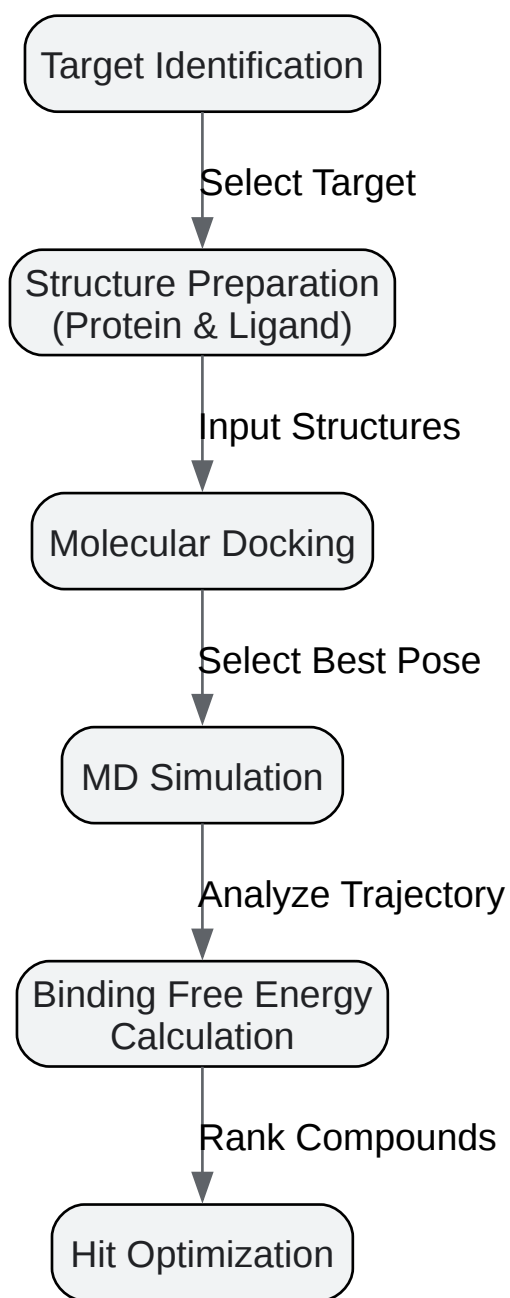 Target Identification
Select Target
Structure Preparation
(Protein & Ligand)
Input Structures
Molecular Docking
Select Best Pose
MD Simulation
Analyze Trajectory
Binding Free Energy
Calculation
Rank Compounds
Hit Optimization